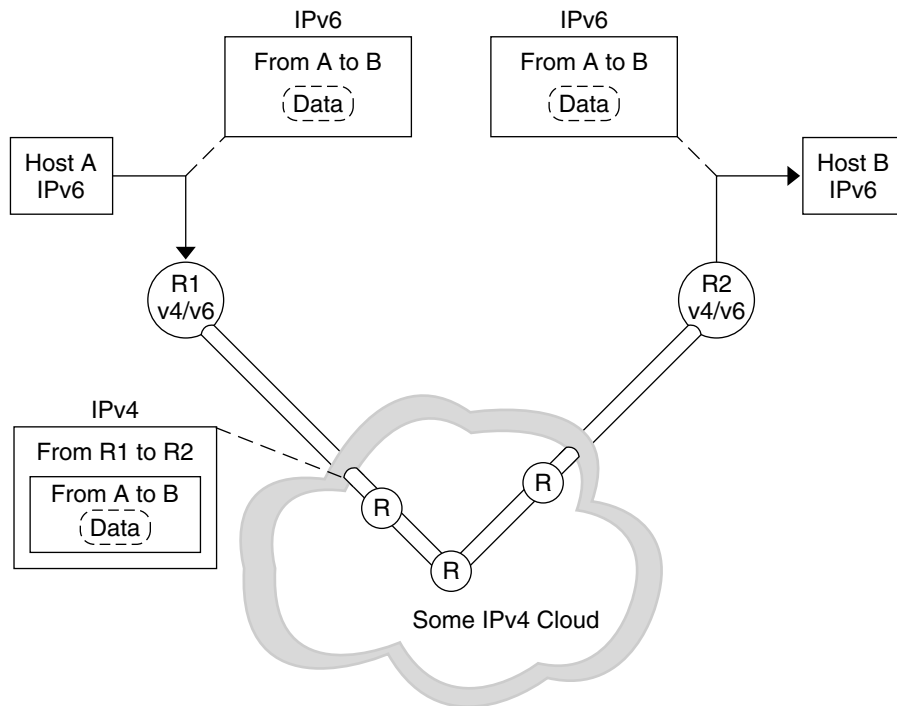 IPv6
From A to B
Data
IPv6
From A to B
Data
Host A
IPv6
Host B
IPv6
R1
v4/v6
R2
v4/v6
IPv4
From R1 to R2
From A to B
Data
R
R
R
Some IPv4 Cloud